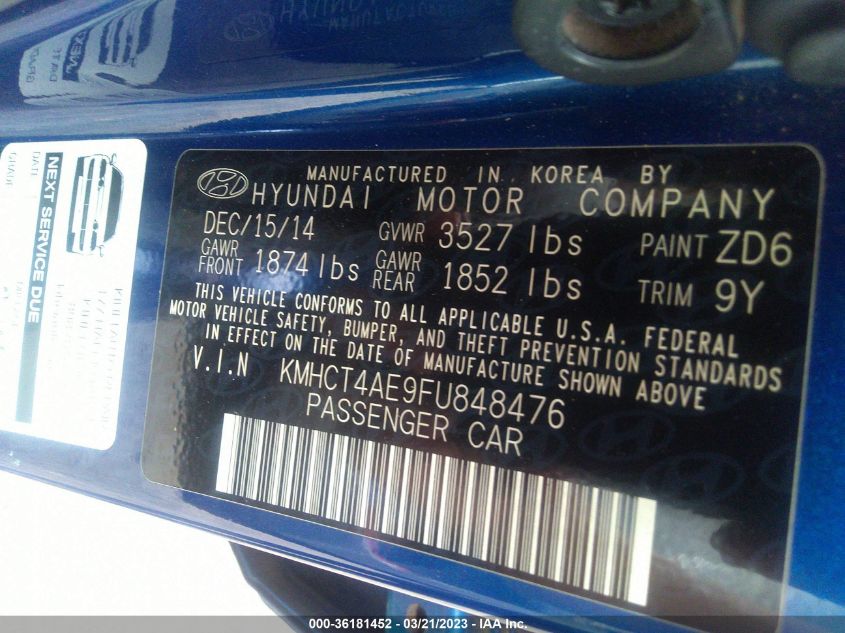 MANUFACTURED IN KOREA BY
HYUNDAI MOTOR COMPANY
DEC/15/14 GVWR 3527 lbs PAINT ZD6
GAWR FRONT 1874 lbs GAWR REAR 1852 lbs TRIM 9Y
THIS VEHICLE CONFORMS TO ALL APPLICABLE U.S.A. FEDERAL
MOTOR VEHICLE SAFETY, BUMPER, AND THEFT PREVENTION STANDARDS
IN EFFECT ON THE DATE OF MANUFACTURE SHOWN ABOVE
V.I.N KMHCT4AE9FU848476
PASSENGER CAR
NEXT SERVICE DUE
DATE
000-36181452 - 03/21/2023 - IAAI Inc.